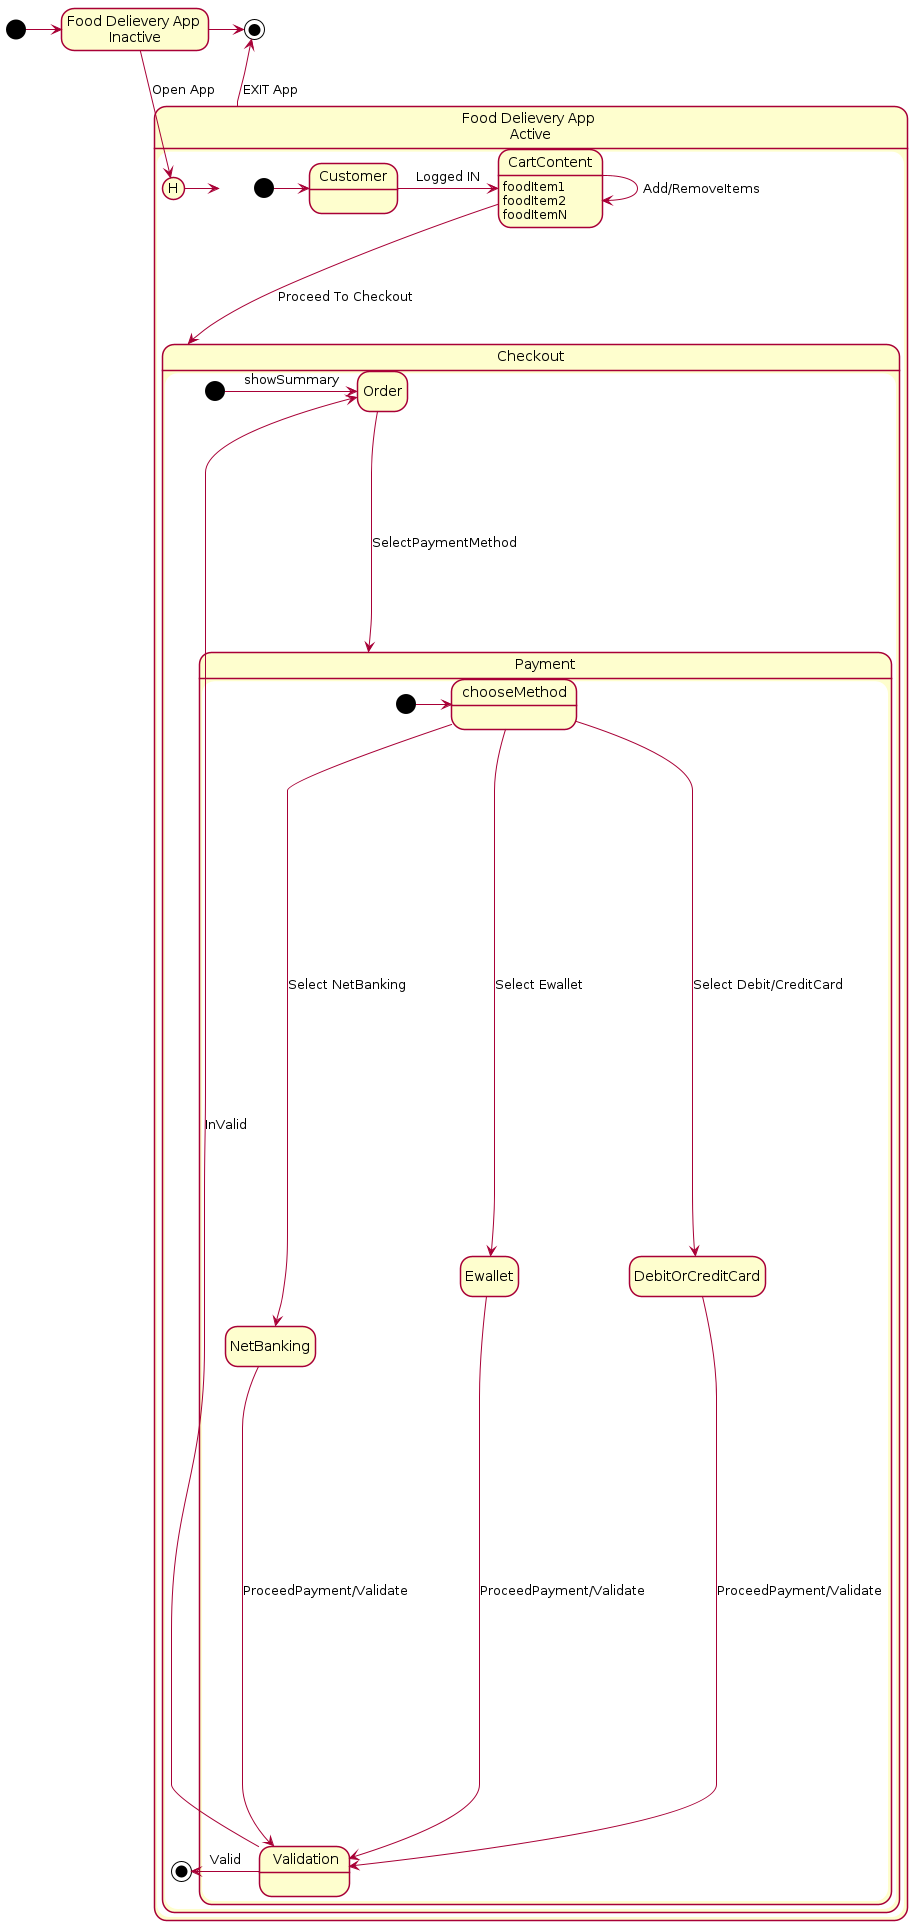 Food Delievery App
Inactive
Open App
EXIT App
Food Delievery App
Active
H
Customer
Logged IN
CartContent
foodItem1
foodItem2
foodItemN
Add/RemoveItems
Proceed To Checkout
Checkout
showSummary
Order
SelectPaymentMethod
Payment
chooseMethod
Select NetBanking
Select Ewallet
Select Debit/CreditCard
InValid
Ewallet
DebitOrCreditCard
NetBanking
ProceedPayment/Validate
ProceedPayment/Validate
ProceedPayment/Validate
Valid
Validation